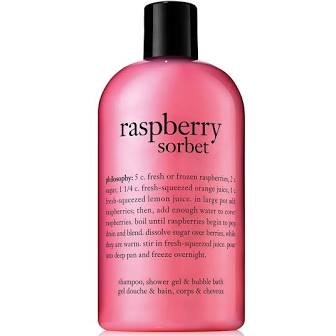 raspberry
sorbet
philosophy: 5 c. fresh or frozen raspberries, 2 c.
sugar, 1 1/4 c. fresh-squeezed orange juice, 1 c.
fresh-squeezed lemon juice. in large pot add
raspberries; then, add enough water to cover
raspberries. boil until raspberries begin to pop.
drain and blend. dissolve sugar over berries, while
they are warm. stir in fresh-squeezed juice. pour
into deep pan and freeze overnight.
shampoo, shower gel & bubble bath
gel douche & bain, corps & cheveux